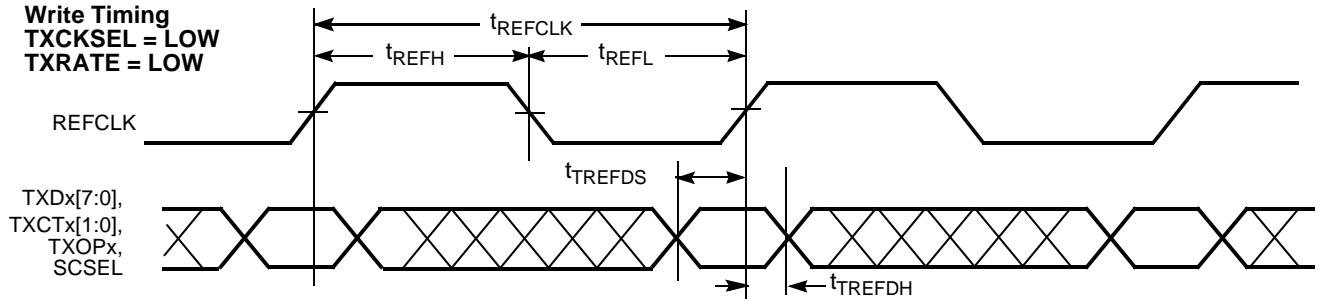 Write Timing
TXCKSEL = LOW
TXRATE = LOW
tREFCLK
tREFH
tREFL
REFCLK
tTREFDS
TXDx[7:0],
TXCTx[1:0],
TXOPx,
SCSEL
tTREFDH